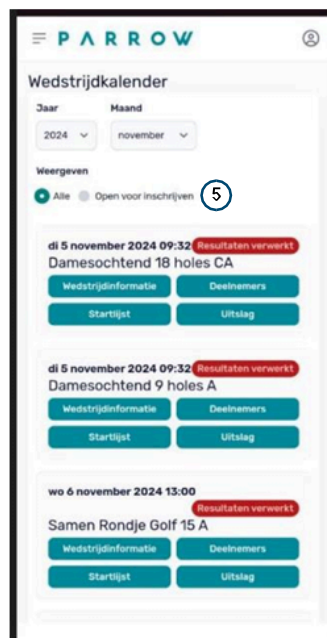 PARROW
Wedstrijdkalender
Jaar Maand
2024 november
Weergeven
Alle Open voor inschrijven 5
di 5 november 2024 09:32 Resultaten verwerkt
Damesochtend 18 holes CA
Wedstrijdinformatie Deelnemers
Startlijst Uitslag
di 5 november 2024 09:32 Resultaten verwerkt
Damesochtend 9 holes A
Wedstrijdinformatie Deelnemers
Startlijst Uitslag
wo 6 november 2024 13:00
Resultaten verwerkt
Samen Rondje Golf 15 A
Wedstrijdinformatie Deelnemers
Startlijst Uitslag